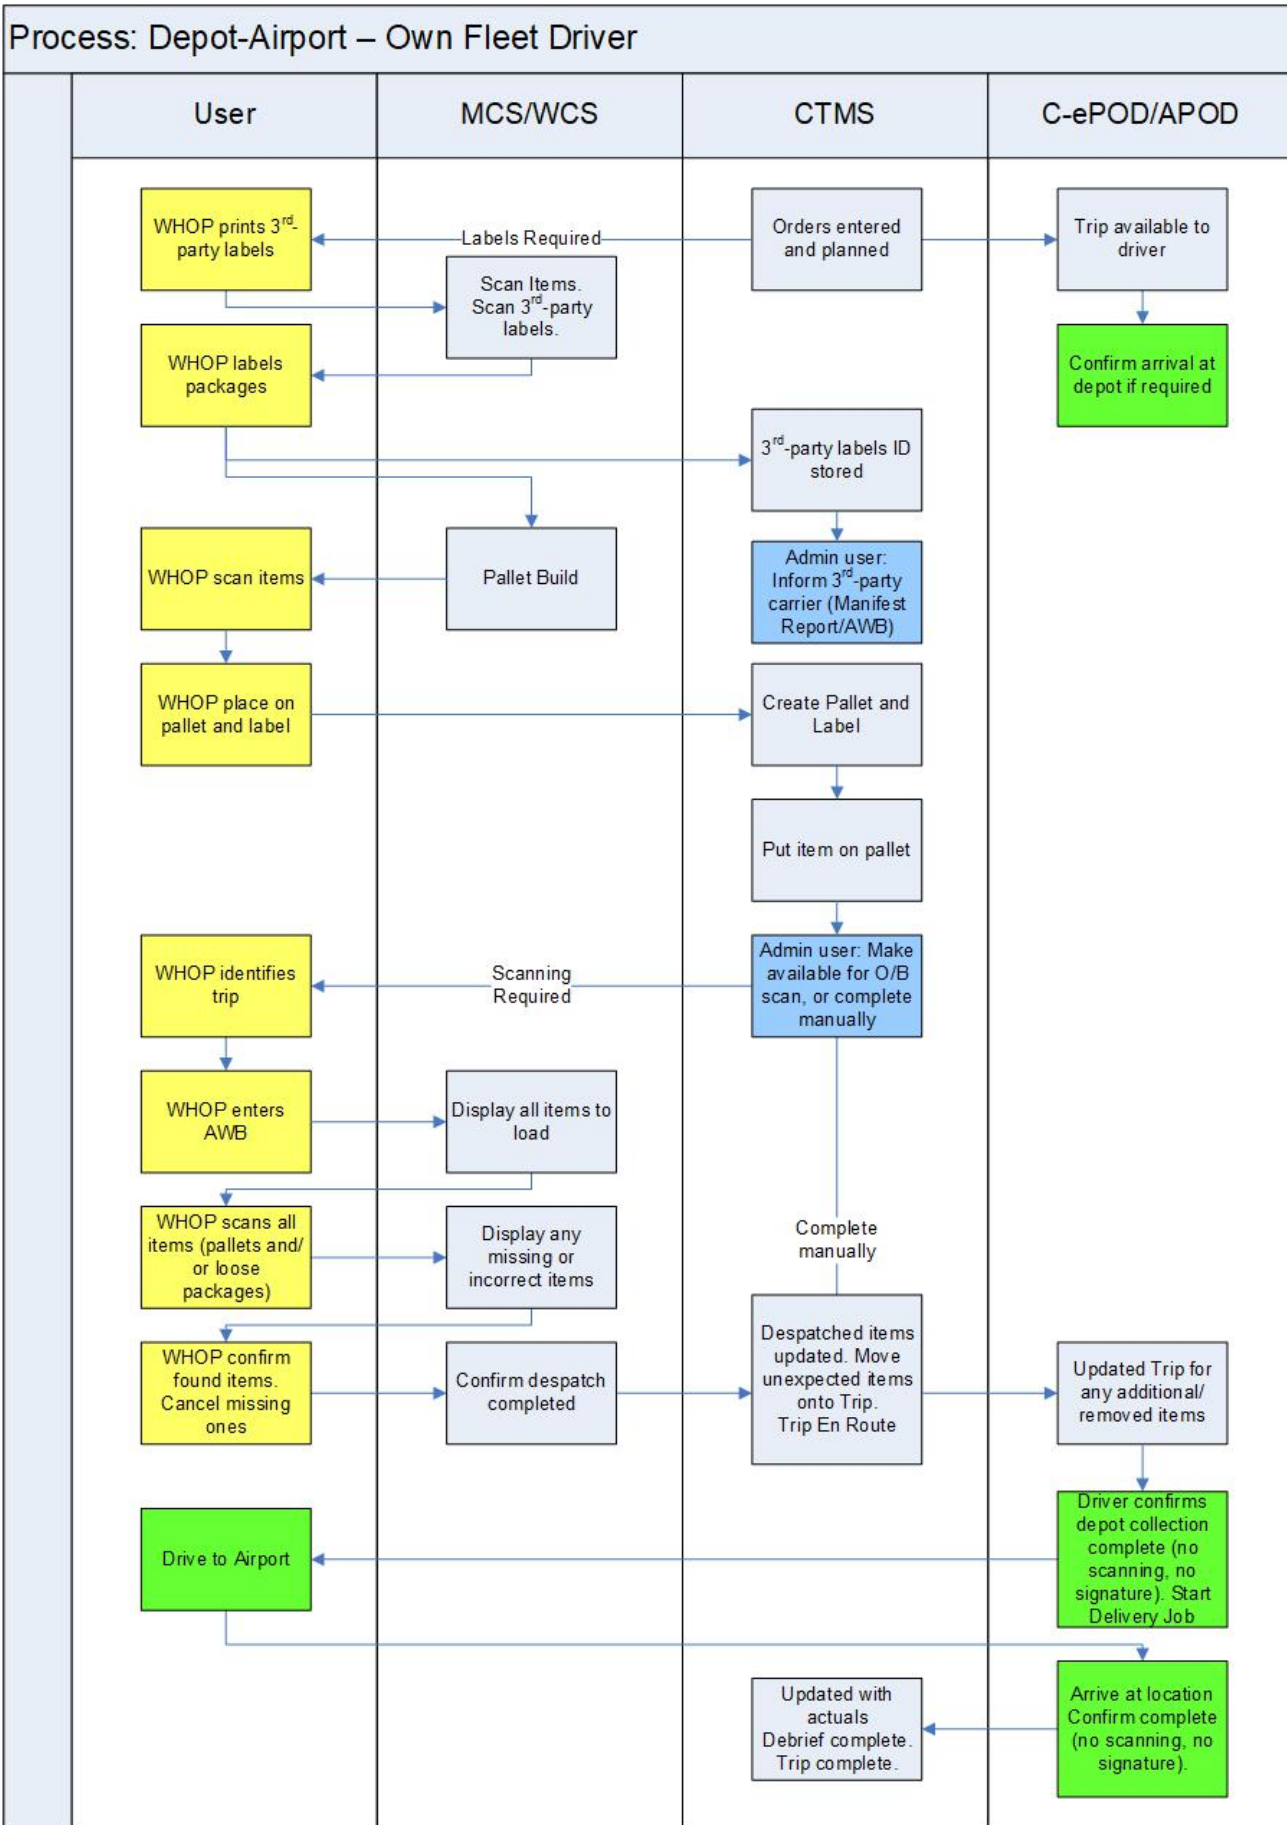 Process: Depot-Airport – Own Fleet Driver
User
MCS/WCS
CTMS
C-ePOD/APOD
WHOP prints 3rd-
party labels
Labels Required
Orders entered
and planned
Trip available to
driver
Scan Items.
Scan 3rd-party
labels.
WHOP labels
packages
Confirm arrival at
depot if required
3rd-party labels ID
stored
WHOP scan items
Pallet Build
Admin user:
Inform 3rd-party
carrier (Manifest
Report/AWB)
WHOP place on
pallet and label
Create Pallet and
Label
Put item on pallet
WHOP identifies
trip
Scanning
Required
Admin user: Make
available for O/B
scan, or complete
manually
WHOP enters
AWB
Display all items to
load
WHOP scans all
items (pallets and/
or loose
packages)
Display any
missing or
incorrect items
Complete
manually
WHOP confirm
found items.
Cancel missing
ones
Confirm despatch
completed
Despatched items
updated. Move
unexpected items
onto Trip.
Trip En Route
Updated Trip for
any additional/
removed items
Drive to Airport
Driver confirms
depot collection
complete (no
scanning, no
signature). Start
Delivery Job
Updated with
actuals
Debrief complete.
Trip complete.
Arrive at location
Confirm complete
(no scanning, no
signature).